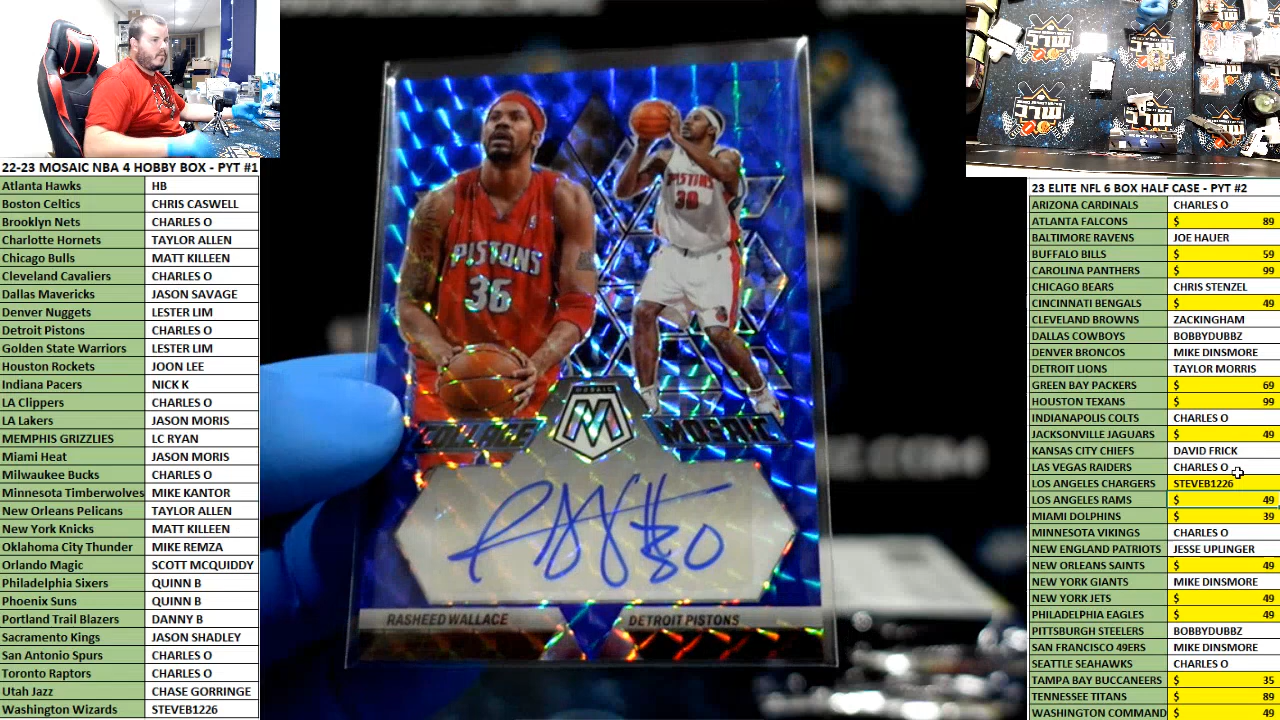 22-23 MOSAIC NBA 4 HOBBY BOX - PYT #1
Atlanta Hawks HB
Boston Celtics CHRIS CASWELL
Brooklyn Nets CHARLES O
Charlotte Hornets TAYLOR ALLEN
Chicago Bulls MATT KILLEEN
Cleveland Cavaliers CHARLES O
Dallas Mavericks JASON SAVAGE
Denver Nuggets LESTER LIM
Detroit Pistons CHARLES O
Golden State Warriors LESTER LIM
Houston Rockets JOON LEE
Indiana Pacers NICK K
LA Clippers CHARLES O
LA Lakers JASON MORIS
MEMPHIS GRIZZLIES LC RYAN
Miami Heat JASON MORIS
Milwaukee Bucks CHARLES O
Minnesota Timberwolves MIKE KANTOR
New Orleans Pelicans TAYLOR ALLEN
New York Knicks MATT KILLEEN
Oklahoma City Thunder MIKE REMZA
Orlando Magic SCOTT MCQUIDDY
Philadelphia Sixers QUINN B
Phoenix Suns QUINN B
Portland Trail Blazers DANNY B
Sacramento Kings JASON SHADLEY
San Antonio Spurs CHARLES O
Toronto Raptors CHARLES O
Utah Jazz CHASE GORRINGE
Washington Wizards STEVEB1226
PISTONS
36
PISTONS
30
MOSAIC
M
COLLAGE MOSAIC
RASHEED WALLACE DETROIT PISTONS
E.COM
23 ELITE NFL 6 BOX HALF CASE - PYT #2
ARIZONA CARDINALS CHARLES O
ATLANTA FALCONS $ 89
BALTIMORE RAVENS JOE HAUER
BUFFALO BILLS $ 59
CAROLINA PANTHERS $ 99
CHICAGO BEARS CHRIS STENZEL
CINCINNATI BENGALS $ 49
CLEVELAND BROWNS ZACKINGHAM
DALLAS COWBOYS BOBBYDUBBZ
DENVER BRONCOS MIKE DINSMORE
DETROIT LIONS TAYLOR MORRIS
GREEN BAY PACKERS $ 69
HOUSTON TEXANS $ 99
INDIANAPOLIS COLTS CHARLES O
JACKSONVILLE JAGUARS $ 49
KANSAS CITY CHIEFS DAVID FRICK
LAS VEGAS RAIDERS CHARLES O
LOS ANGELES CHARGERS STEVEB1226
LOS ANGELES RAMS $ 49
MIAMI DOLPHINS $ 39
MINNESOTA VIKINGS CHARLES O
NEW ENGLAND PATRIOTS JESSE UPLINGER
NEW ORLEANS SAINTS $ 49
NEW YORK GIANTS MIKE DINSMORE
NEW YORK JETS $ 49
PHILADELPHIA EAGLES $ 49
PITTSBURGH STEELERS BOBBYDUBBZ
SAN FRANCISCO 49ERS MIKE DINSMORE
SEATTLE SEAHAWKS CHARLES O
TAMPA BAY BUCCANEERS $ 35
TENNESSEE TITANS $ 89
WASHINGTON COMMAND $ 49